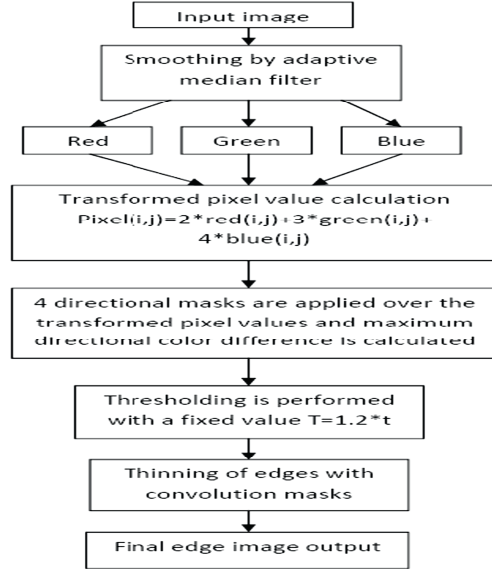 Input image
Smoothing by adaptive
median filter
Red
Green
Blue
Transformed pixel value calculation
Pixel(i,j)=2*red(i,j)+3*green(i,j)+
4*blue(i,j)
4 directional masks are applied over the
transformed pixel values and maximum
directional color difference is calculated
Thresholding is performed
with a fixed value T=1.2*t
Thinning of edges with
convolution masks
Final edge image output